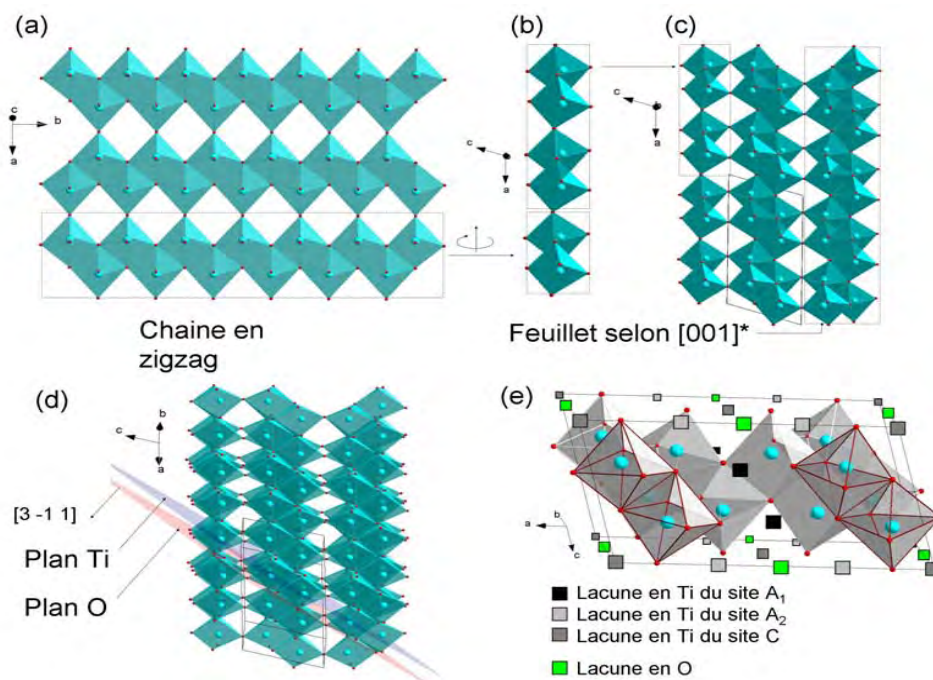 (a)
(b)
(c)
c
b
a
c
a
c
b
a
Chaine en
zigzag
Feuillet selon [001]*
(d)
b
c
a
[3 -1 1]
Plan Ti
Plan O
(e)
b
a
c
Lacune en Ti du site A₁
Lacune en Ti du site A₂
Lacune en Ti du site C
Lacune en O